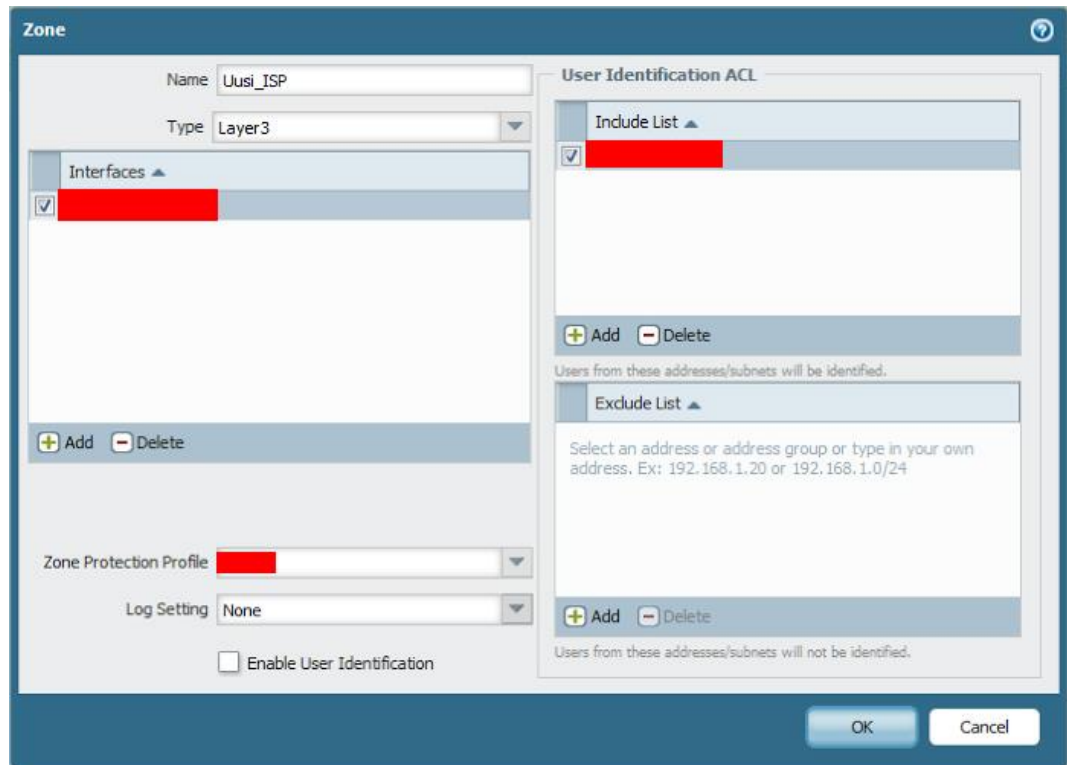 Zone
Name Uusi_ISP
Type Layer3
Interfaces
Add Delete
Zone Protection Profile
Log Setting None
Enable User Identification
User Identification ACL
Include List
Add Delete
Users from these addresses/subnets will be identified.
Exclude List
Select an address or address group or type in your own
address. Ex: 192.168.1.20 or 192.168.1.0/24
Add Delete
Users from these addresses/subnets will not be identified.
OK Cancel